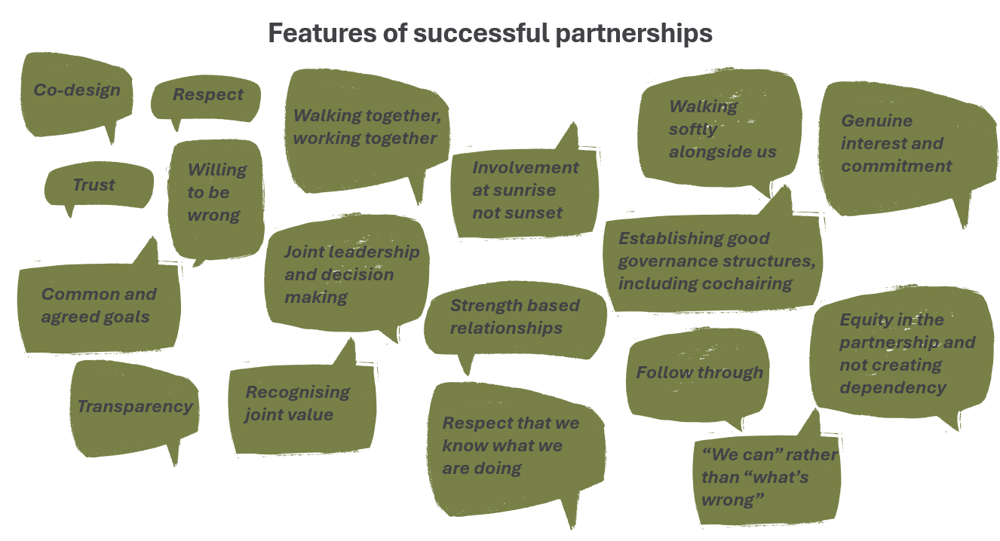 Features of successful partnerships
Co-design
Respect
Walking together,
working together
Walking
softly
alongside us
Genuine
interest and
commitment
Trust
Willing
to be
wrong
Involvement
at sunrise
not sunset
Joint leadership
and decision
making
Establishing good
governance structures,
including cochairing
Common and
agreed goals
Strength based
relationships
Equity in the
partnership and
not creating
dependency
Follow through
Transparency
Recognising
joint value
Respect that we
know what we
are doing
“We can” rather
than “what’s
wrong”